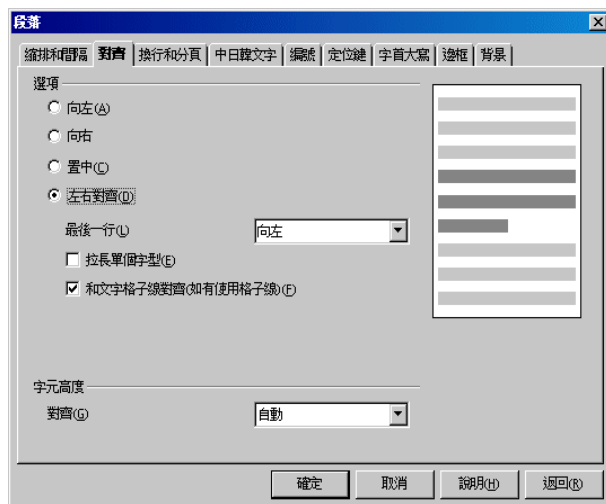 段落
縮排和間隔 對齊 換行和分頁 中日韓文字 編號 定位鍵 字首大寫 邊框 背景
選項
向左(A)
向右
置中(C)
左右對齊(D)
最後一行(L) 向左
拉長單個字型(E)
和文字格子線對齊(如有使用格子線)(F)
字元高度
對齊(G) 自動
確定 取消 說明(H) 返回(R)